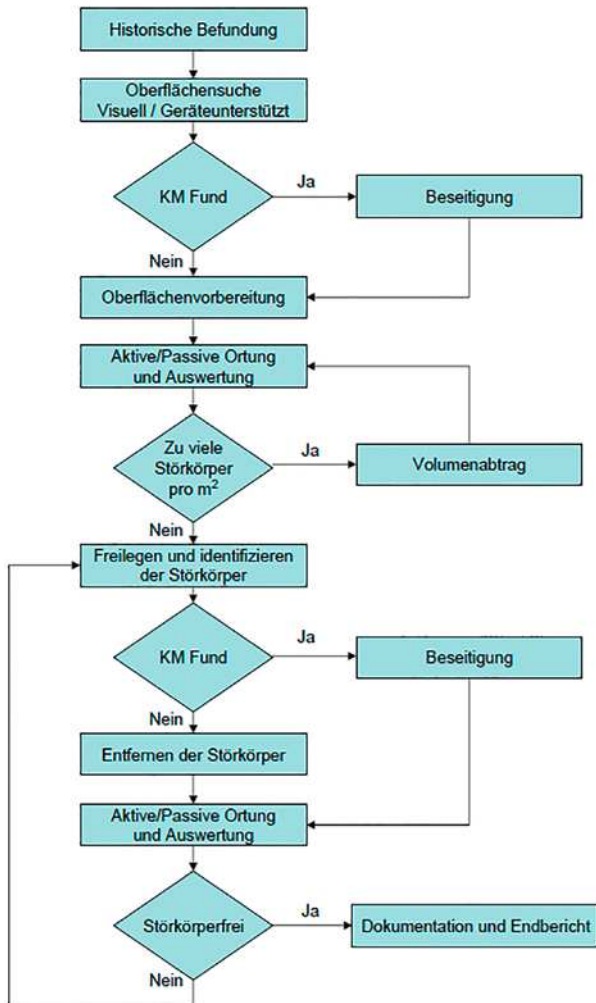 Historische Befundung
Oberflächensuche
Visuell / Geräteunterstützt
KM Fund
Ja
Beseitigung
Nein
Oberflächenvorbereitung
Aktive/Passive Ortung
und Auswertung
Zu viele
Störkörper
pro m²
Ja
Volumenabtrag
Nein
Freilegen und identifizieren
der Störkörper
KM Fund
Ja
Beseitigung
Nein
Entfernen der Störkörper
Aktive/Passive Ortung
und Auswertung
Störkörperfrei
Ja
Dokumentation und Endbericht
Nein